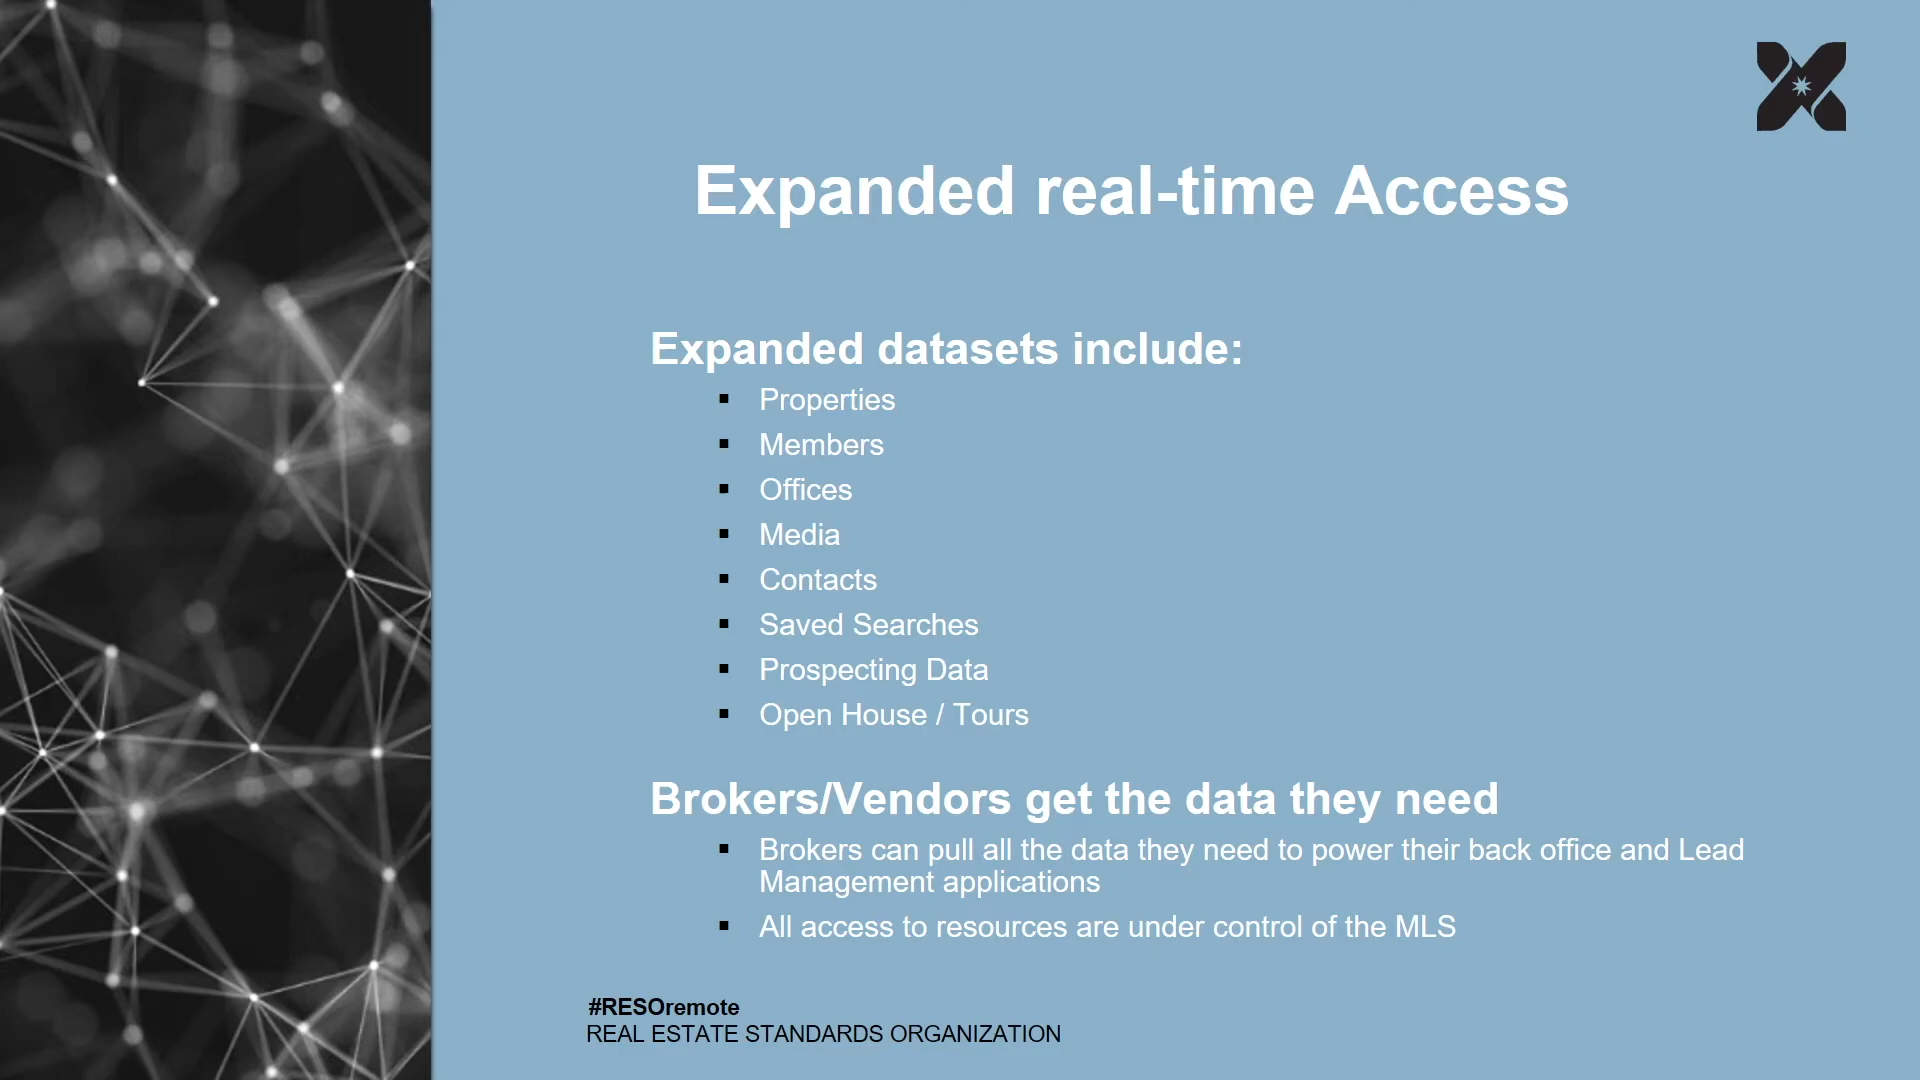 Expanded real-time Access
Expanded datasets include:
▪ Properties
▪ Members
▪ Offices
▪ Media
▪ Contacts
▪ Saved Searches
▪ Prospecting Data
▪ Open House / Tours
Brokers/Vendors get the data they need
▪ Brokers can pull all the data they need to power their back office and Lead
Management applications
▪ All access to resources are under control of the MLS
#RESOremote
REAL ESTATE STANDARDS ORGANIZATION